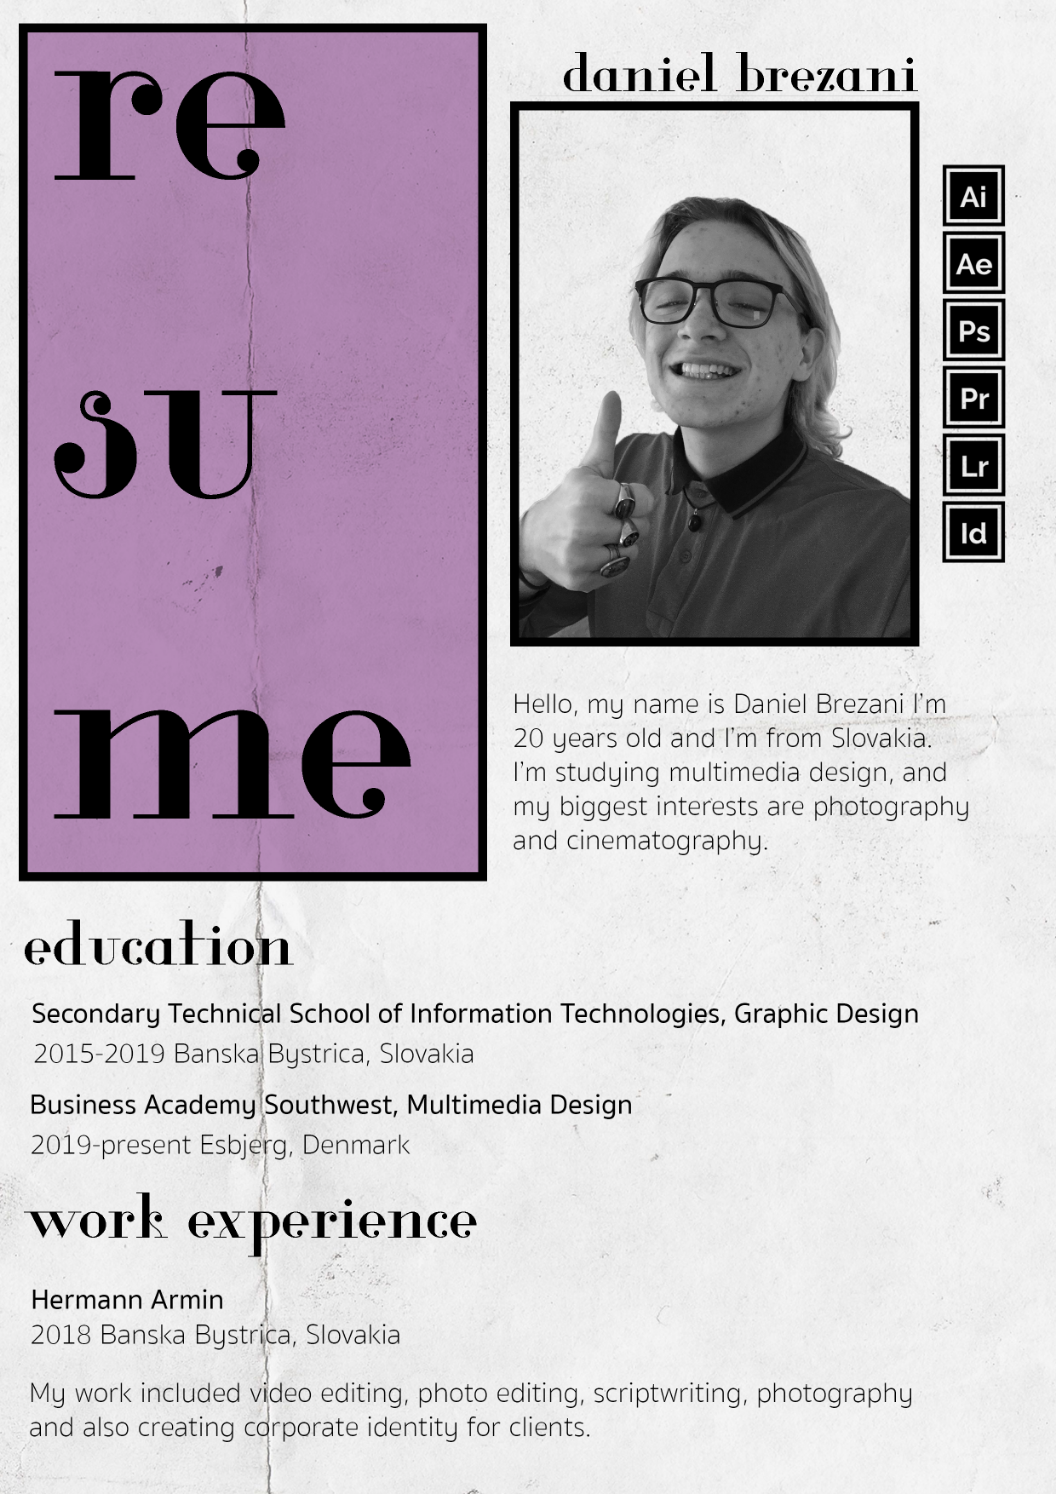 re
su
me
daniel brezani
Ai
Ae
Ps
Pr
Lr
Id
Hello, my name is Daniel Brezani I'm
20 years old and I'm from Slovakia.
I'm studying multimedia design, and
my biggest interests are photography
and cinematography.
education
Secondary Technical School of Information Technologies, Graphic Design
2015-2019 Banska Bystrica, Slovakia
Business Academy Southwest, Multimedia Design
2019-present Esbjerg, Denmark
work experience
Hermann Armin
2018 Banska Bystrica, Slovakia
My work included video editing, photo editing, scriptwriting, photography
and also creating corporate identity for clients.